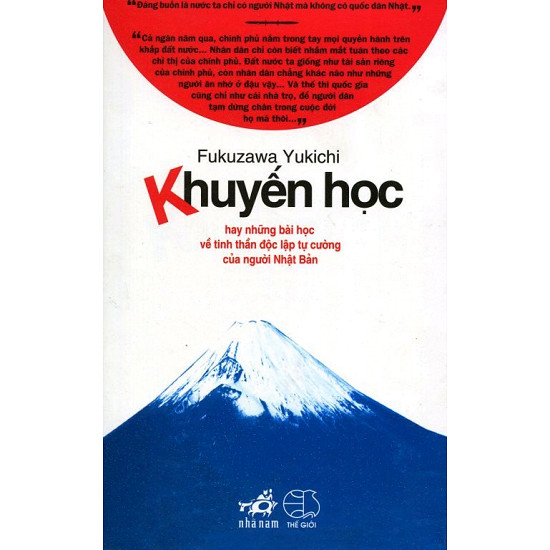 "Đáng buồn là nước ta chỉ có người Nhật mà không có quốc dân Nhật."
"Cả ngàn năm qua, chính phủ nắm trong tay mọi quyền hành trên
khắp đất nước... Nhân dân chỉ còn biết nhắm mắt tuân theo các
chỉ thị của chính phủ. Đất nước ta giống như tài sản riêng
của chính phủ, còn nhân dân chẳng khác nào như những
người ăn nhờ ở đậu vậy... Và thế thì quốc gia
cũng chỉ như cái nhà trọ, để người dân
tạm dừng chân trong cuộc đời
họ mà thôi..."
Fukuzawa Yukichi
Khuyến học
hay những bài học
về tinh thần độc lập tự cường
của người Nhật Bản
nhã nam
THẾ GIỚI